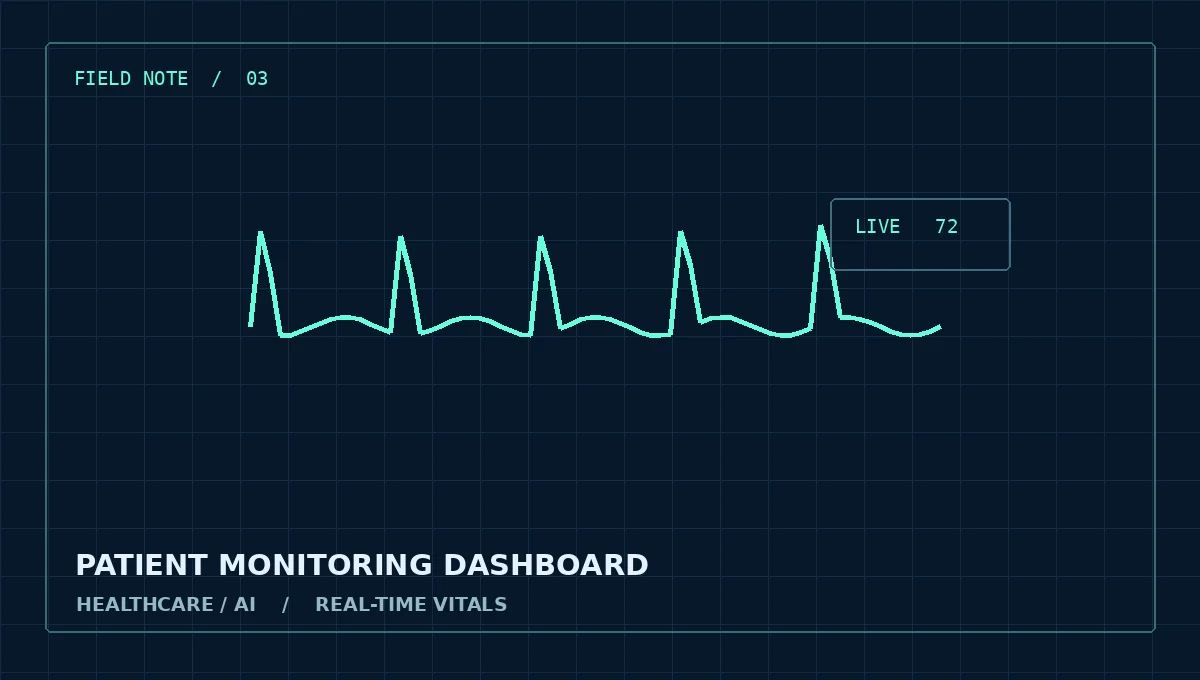 FIELD NOTE / 03
LIVE 72
PATIENT MONITORING DASHBOARD
HEALTHCARE / AI / REAL-TIME VITALS